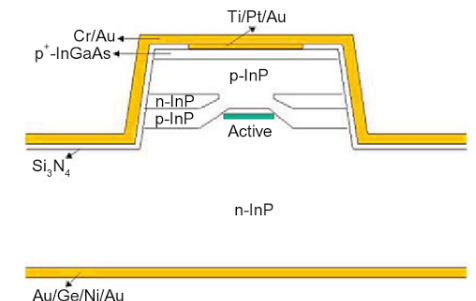 Ti/Pt/Au
Cr/Au
p⁺-InGaAs
p-InP
n-InP
p-InP
Active
Si₃N₄
n-InP
Au/Ge/Ni/Au